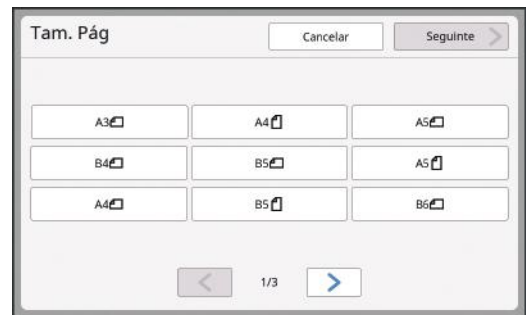 Tam. Pág
Cancelar
Seguinte
A3
A4
A5
B4
B5
A5
A4
B5
B6
1/3